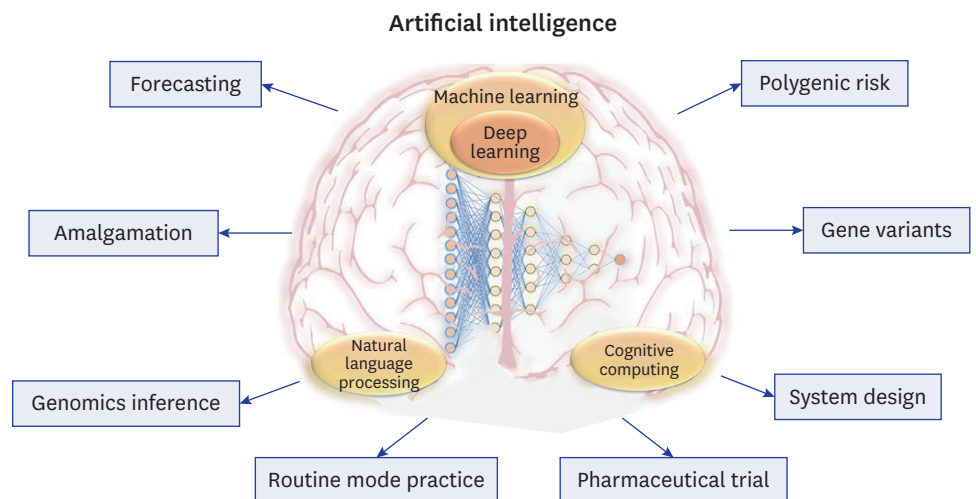 Artificial intelligence
Forecasting
Polygenic risk
Machine learning
Deep
learning
Amalgamation
Gene variants
Natural
language
processing
Cognitive
computing
Genomics inference
System design
Routine mode practice
Pharmaceutical trial